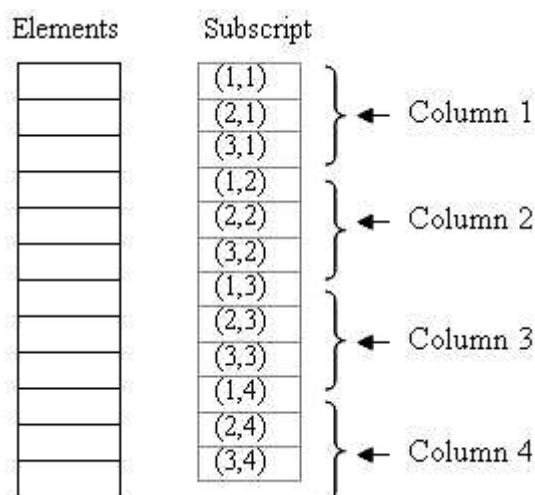 Elements Subscript
(1,1)
(2,1) Column 1
(3,1)
(1,2)
(2,2) Column 2
(3,2)
(1,3)
(2,3)
(3,3) Column 3
(1,4)
(2,4)
(3,4) Column 4